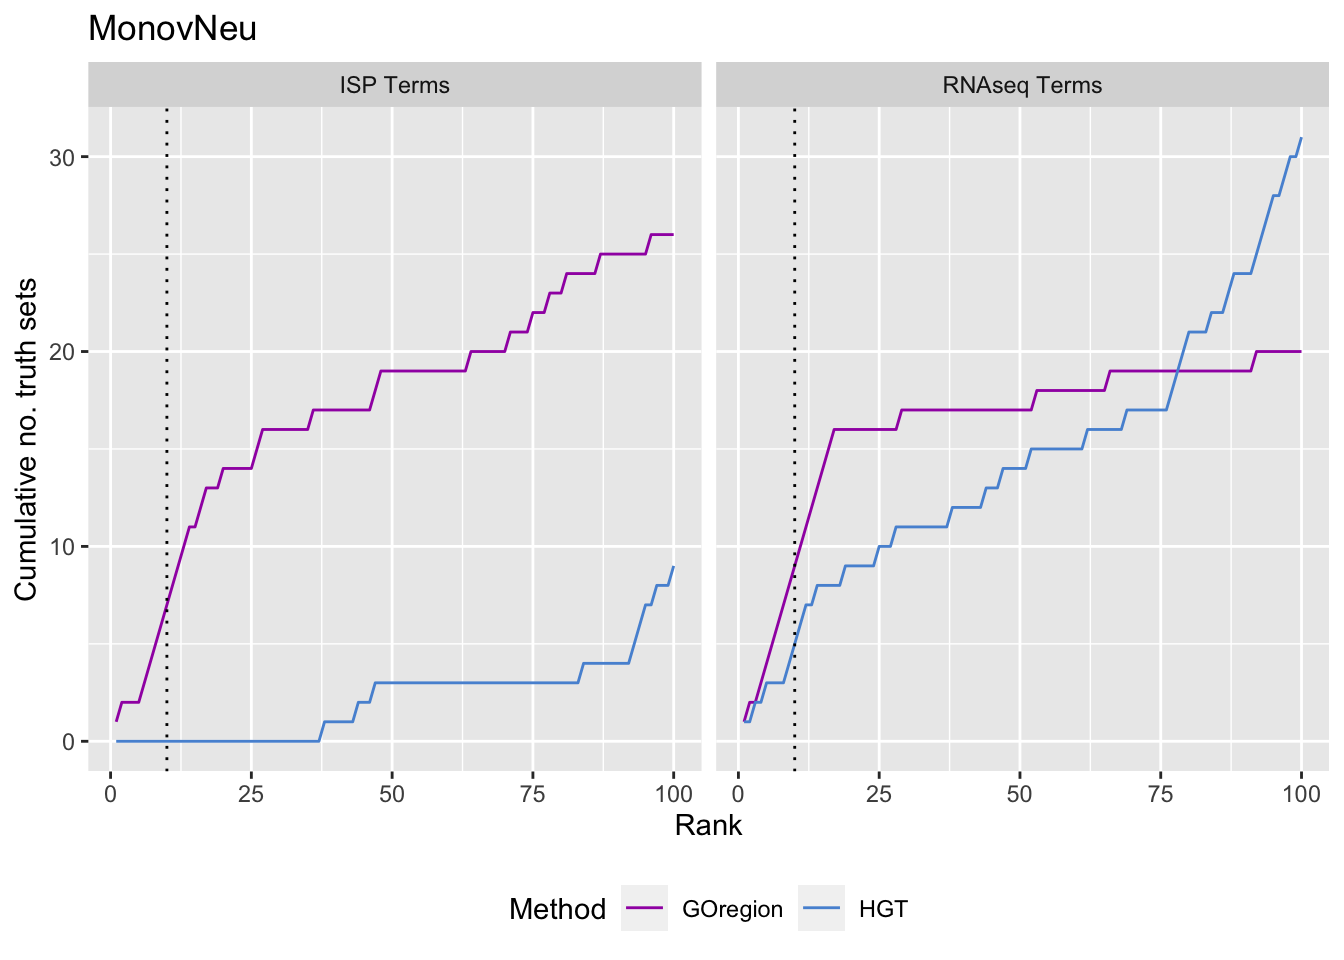 MonovNeu
ISP Terms
RNAseq Terms
Cumulative no. truth sets
30
20
10
0
0 25 50 75 100
0 25 50 75 100
Rank
Method GOregion HGT